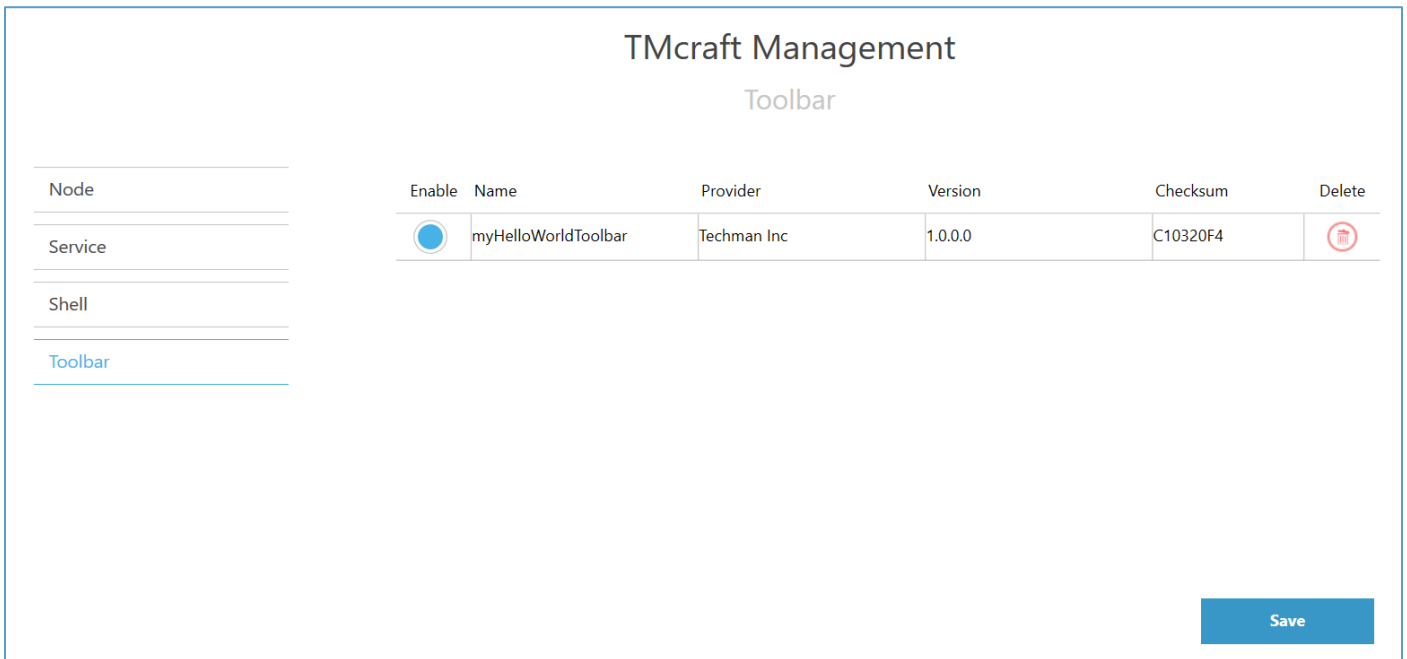 TMcraft Management
Toolbar
Node
Service
Shell
Toolbar
Enable Name Provider Version Checksum Delete
myHelloWorldToolbar Techman Inc 1.0.0.0 C10320F4
Save